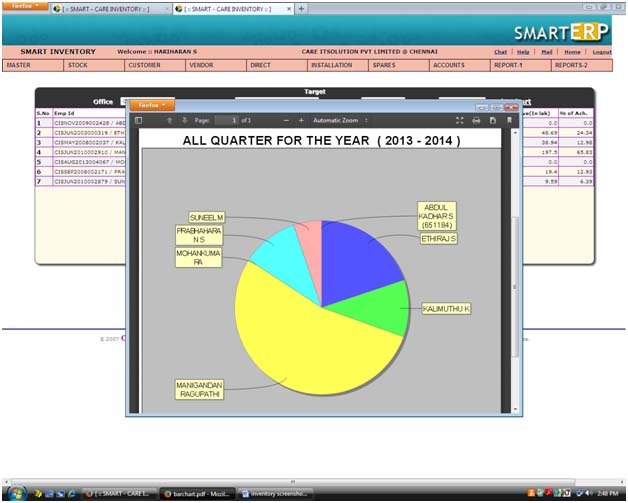 Firefox
[ :: SMART - CARE INVENTORY :: ]
[ :: SMART - CARE INVENTORY :: ]
SMART ERP
SMART INVENTORY Welcome :: HARIHARAN S CARE ITSOLUTION PVT LIMITED @ CHENNAI Chat | Help | Mail | Home | Logout
MASTER STOCK CUSTOMER VENDOR DIRECT INSTALLATION SPARES ACCOUNTS REPORT-1 REPORTS-2
Target
Office
S.No Emp Id (In lak) % of Ach.
1 CISNOV2009002428 / ABD 0.0 0.0
2 CISJUN2003000319 / ETH 48.69 24.34
3 CISMAY2008002037 / KAL 38.94 12.98
4 CISJUN2010002910 / MAN 197.5 65.83
5 CISAUG2013004067 / MO 0.0 0.0
6 CISSEP2008002171 / PRA 19.4 12.93
7 CISJUN2010002879 / SUN 9.59 6.39
Firefox
Page: 1 of 1 Automatic Zoom
ALL QUARTER FOR THE YEAR ( 2013 - 2014 )
SUNEEL M
PRABHAHARA
N S
MOHANKUMA
R A
ABDUL
KADHAR S
(651184)
ETHIRAJ S
KALIMUTHU K
MANIGANDAN
RAGUPATHI
© 2007
[ :: SMART - CARE I...
barchart.pdf - Mozil...
inventory screensho...
2:48 PM